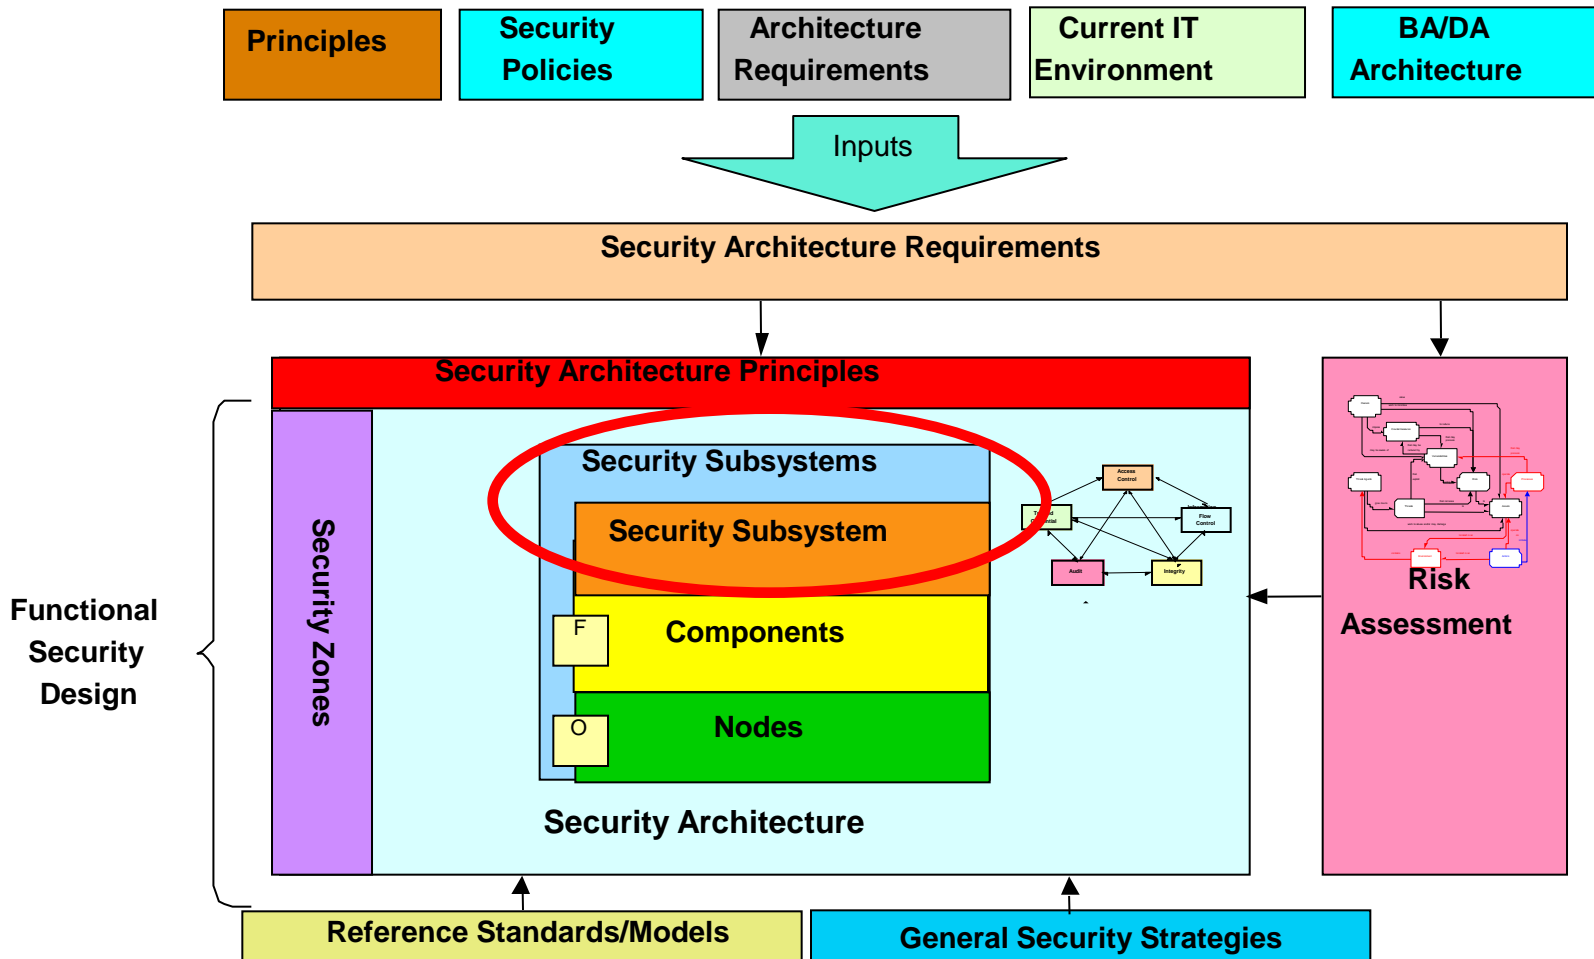 Principles
Security
Policies
Architecture
Requirements
Current IT
Environment
BA/DA
Architecture
Inputs
Security Architecture Requirements
Security Architecture Principles
Security Zones
Security Subsystems
Security Subsystem
F
Components
O
Nodes
Security Architecture
Access
Control
Flow
Control
Audit
Integrity
Risk
Assessment
Functional
Security
Design
Reference Standards/Models
General Security Strategies